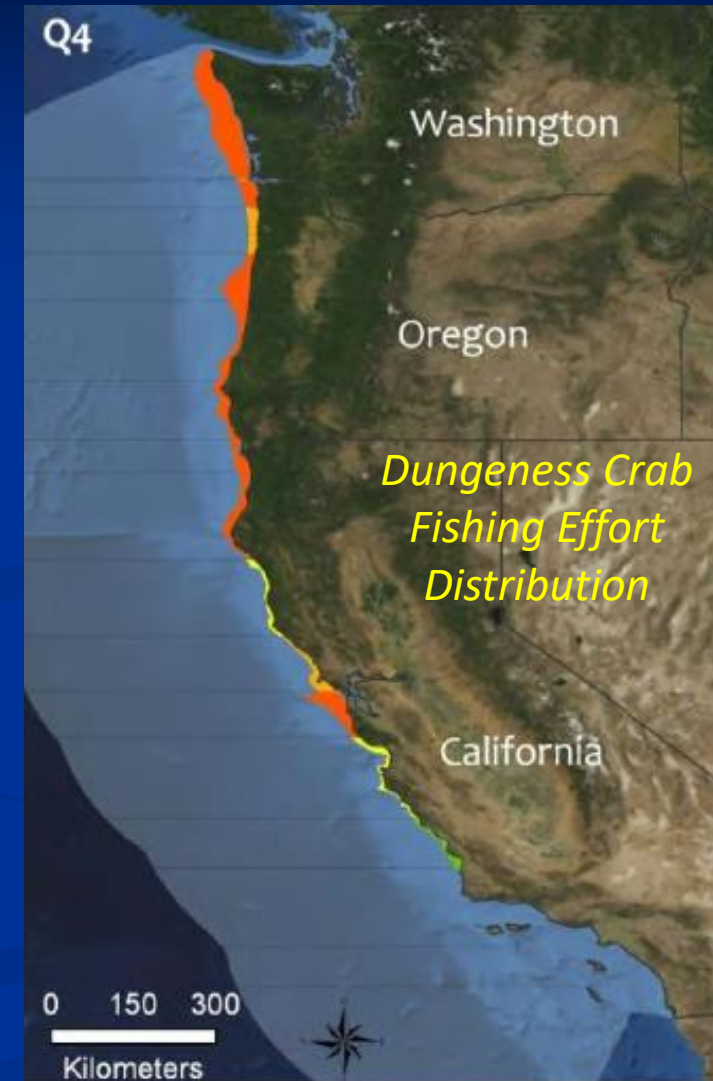 Q4
Washington
Oregon
Dungeness Crab
Fishing Effort
Distribution
California
0 150 300
Kilometers